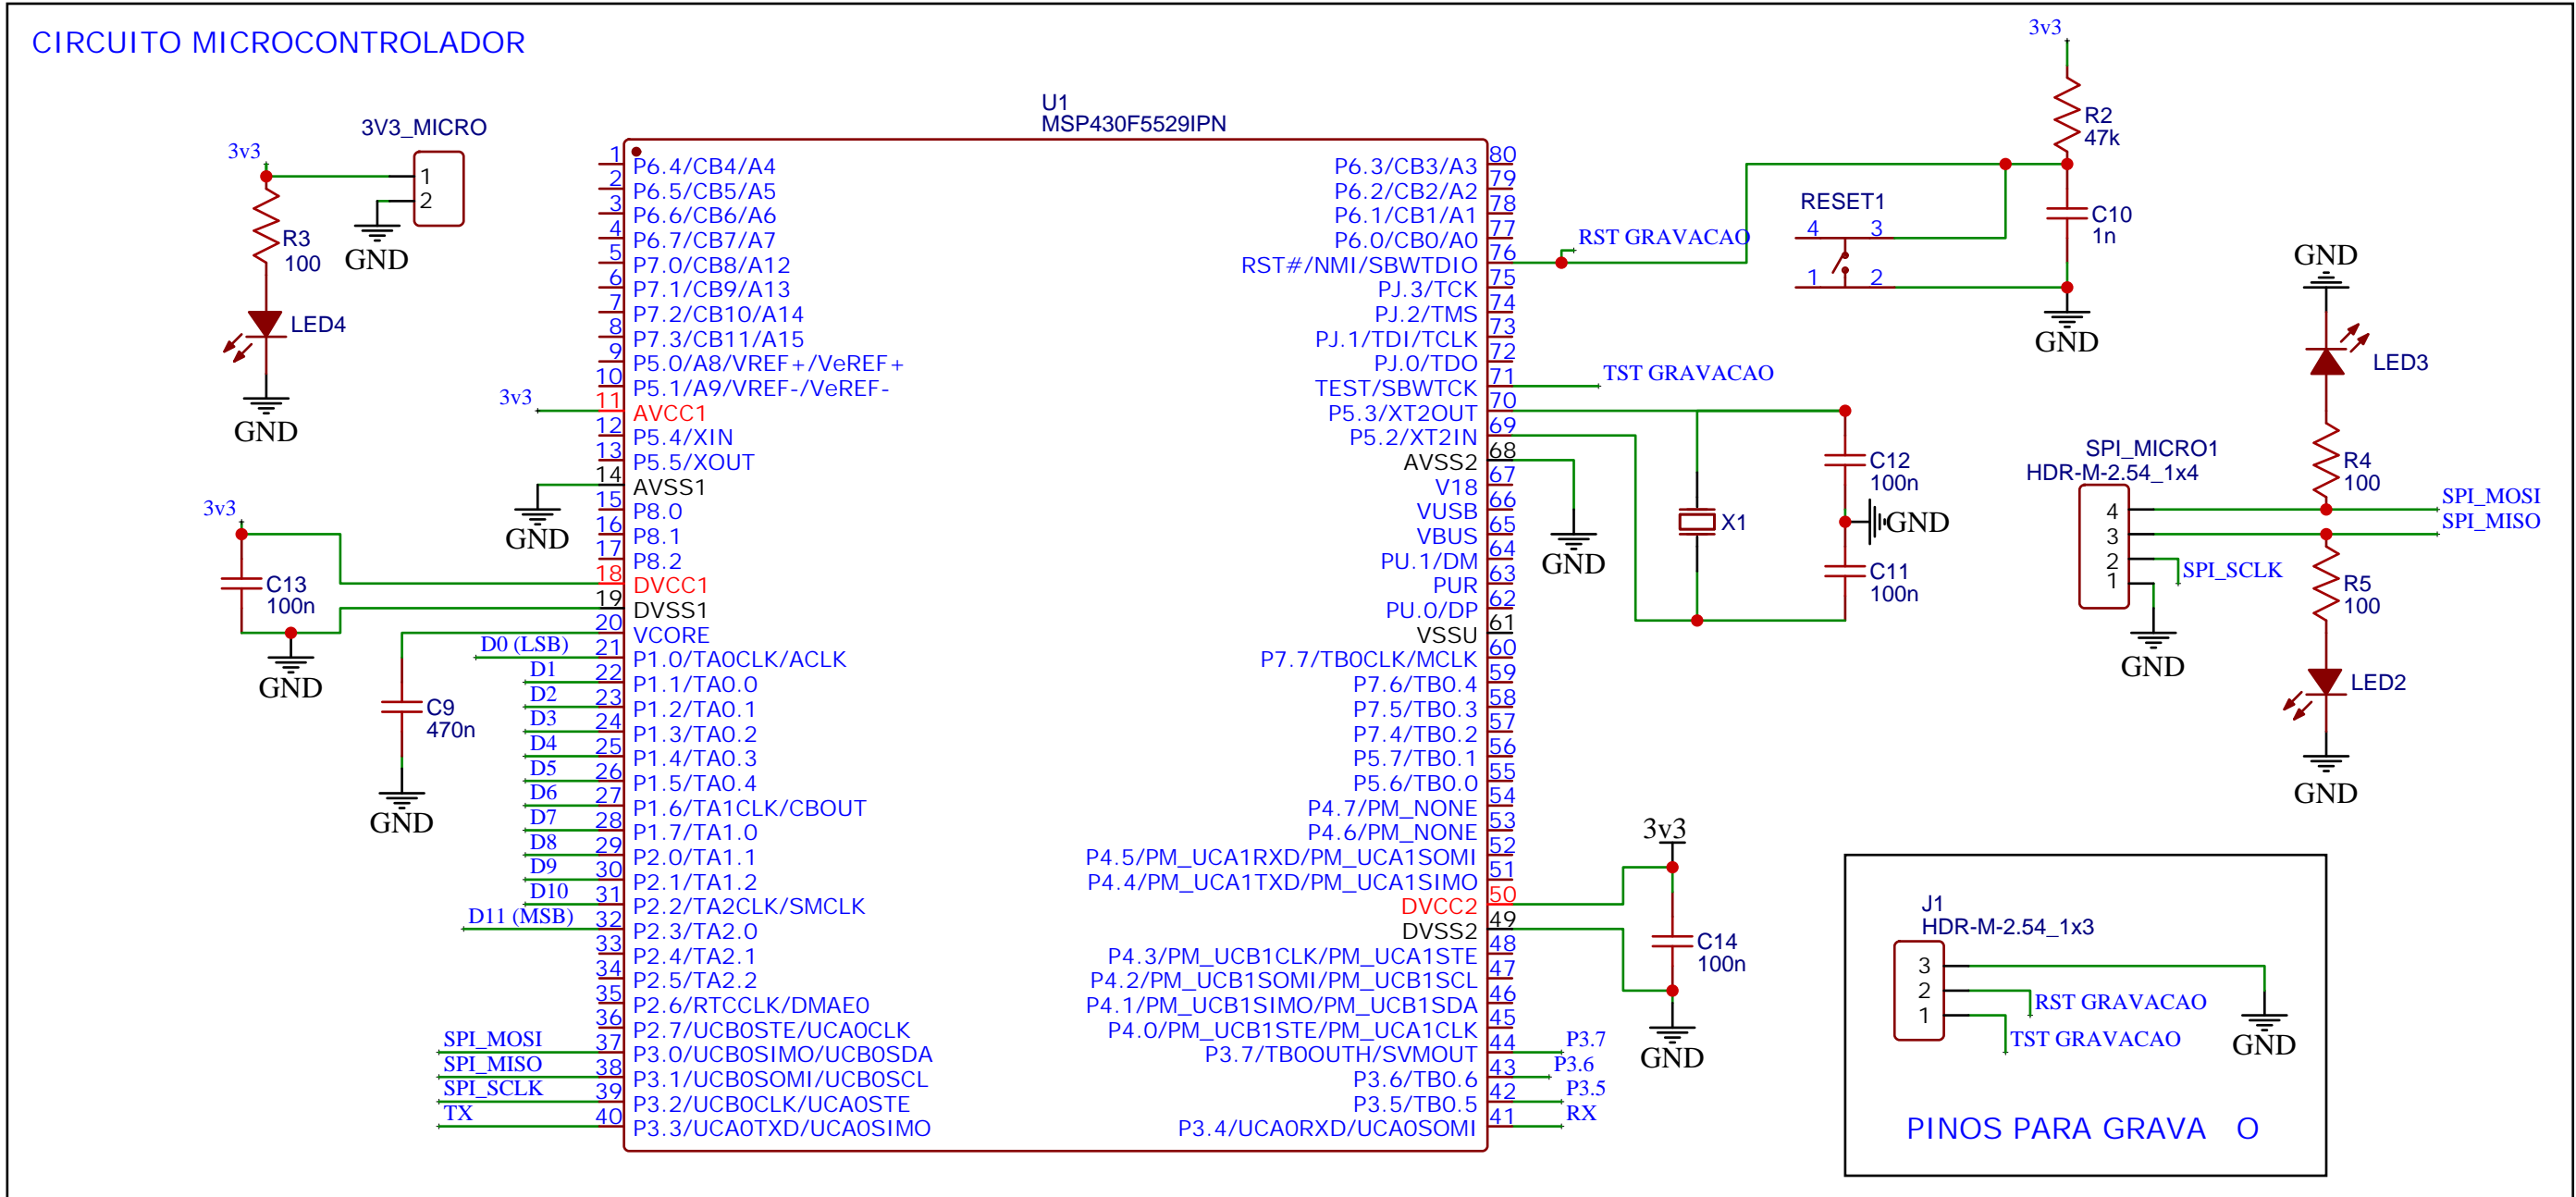 CIRCUITO MICROCONTROLADOR
3V3_MICRO
3v3
1
2
GND
R3
100
LED4
GND
3v3
GND
3v3
C13
100n
GND
C9
470n
GND
D0 (LSB)
D1
D2
D3
D4
D5
D6
D7
D8
D9
D10
D11 (MSB)
SPI_MOSI
SPI_MISO
SPI_SCLK
TX
U1
MSP430F5529IPN
1 P6.4/CB4/A4
2 P6.5/CB5/A5
3 P6.6/CB6/A6
4 P6.7/CB7/A7
5 P7.0/CB8/A12
6 P7.1/CB9/A13
7 P7.2/CB10/A14
8 P7.3/CB11/A15
9 P5.0/A8/VREF+/VeREF+
10 P5.1/A9/VREF-/VeREF-
11 AVCC1
12 P5.4/XIN
13 P5.5/XOUT
14 AVSS1
15 P8.0
16 P8.1
17 P8.2
18 DVCC1
19 DVSS1
20 VCORE
21 P1.0/TA0CLK/ACLK
22 P1.1/TA0.0
23 P1.2/TA0.1
24 P1.3/TA0.2
25 P1.4/TA0.3
26 P1.5/TA0.4
27 P1.6/TA1CLK/CBOUT
28 P1.7/TA1.0
29 P2.0/TA1.1
30 P2.1/TA1.2
31 P2.2/TA2CLK/SMCLK
32 P2.3/TA2.0
33 P2.4/TA2.1
34 P2.5/TA2.2
35 P2.6/RTCCLK/DMAE0
36 P2.7/UCB0STE/UCA0CLK
37 P3.0/UCB0SIMO/UCB0SDA
38 P3.1/UCB0SOMI/UCB0SCL
39 P3.2/UCB0CLK/UCA0STE
40 P3.3/UCA0TXD/UCA0SIMO
P6.3/CB3/A3 80
P6.2/CB2/A2 79
P6.1/CB1/A1 78
P6.0/CB0/A0 77
RST#/NMI/SBWTDIO 76
PJ.3/TCK 75
PJ.2/TMS 74
PJ.1/TDI/TCLK 73
PJ.0/TDO 72
TEST/SBWTCK 71
P5.3/XT2OUT 70
P5.2/XT2IN 69
AVSS2 68
V18 67
VUSB 66
VBUS 65
PU.1/DM 64
PUR 63
PU.0/DP 62
VSSU 61
P7.7/TB0CLK/MCLK 60
P7.6/TB0.4 59
P7.5/TB0.3 58
P7.4/TB0.2 57
P5.7/TB0.1 56
P5.6/TB0.0 55
P4.7/PM_NONE 54
P4.6/PM_NONE 53
P4.5/PM_UCA1RXD/PM_UCA1SOMI 52
P4.4/PM_UCA1TXD/PM_UCA1SIMO 51
DVCC2 50
DVSS2 49
P4.3/PM_UCB1CLK/PM_UCA1STE 48
P4.2/PM_UCB1SOMI/PM_UCB1SCL 47
P4.1/PM_UCB1SIMO/PM_UCB1SDA 46
P4.0/PM_UCB1STE/PM_UCA1CLK 45
P3.7/TB0OUTH/SVMOUT 44
P3.6/TB0.6 43
P3.5/TB0.5 42
P3.4/UCA0RXD/UCA0SOMI 41
RST GRAVACAO
TST GRAVACAO
GND
X1
C12
100n
GND
C11
100n
3v3
C14
100n
GND
P3.7
P3.6
P3.5
RX
3v3
R2
47k
RESET1
4 3
1 2
C10
1n
GND
GND
LED3
SPI_MICRO1
HDR-M-2.54_1x4
4
3
2
1
R4
100
SPI_MOSI
SPI_MISO
SPI_SCLK
GND
R5
100
LED2
GND
J1
HDR-M-2.54_1x3
3
2
1
RST GRAVACAO
TST GRAVACAO
GND
PINOS PARA GRAVA O